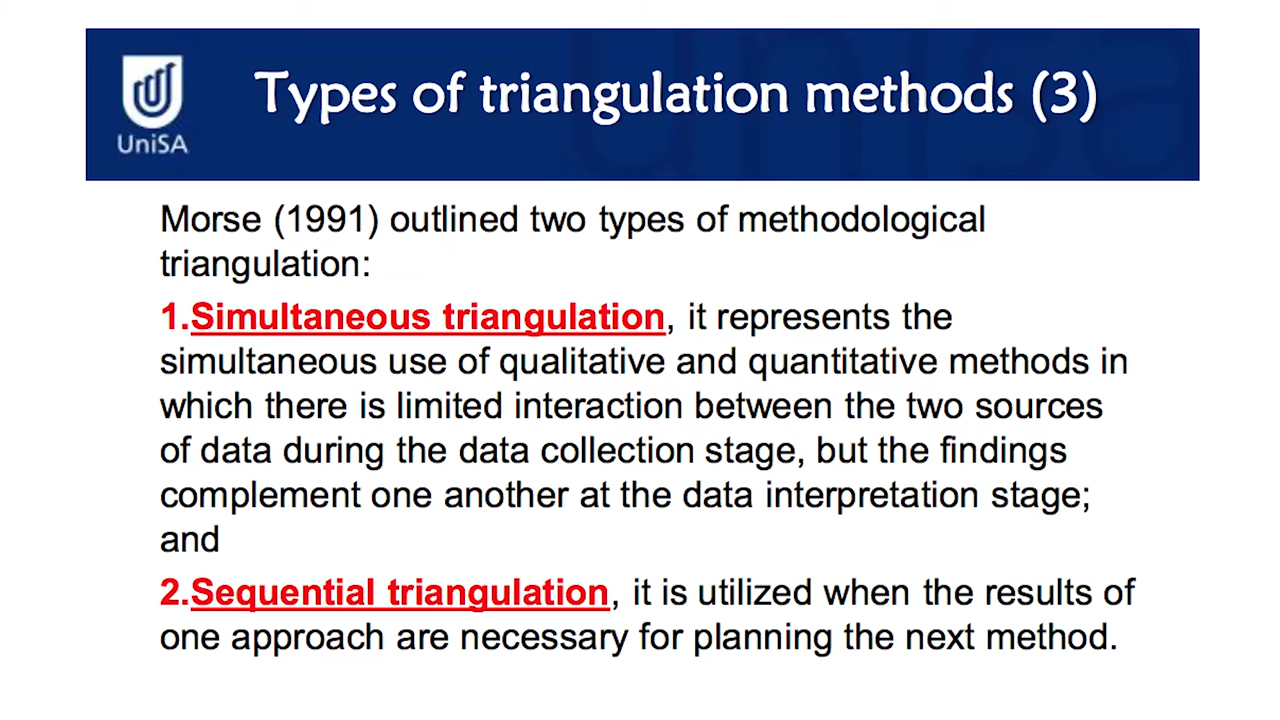 Types of triangulation methods (3)
UniSA
Morse (1991) outlined two types of methodological
triangulation:
1.Simultaneous triangulation, it represents the
simultaneous use of qualitative and quantitative methods in
which there is limited interaction between the two sources
of data during the data collection stage, but the findings
complement one another at the data interpretation stage;
and
2.Sequential triangulation, it is utilized when the results of
one approach are necessary for planning the next method.